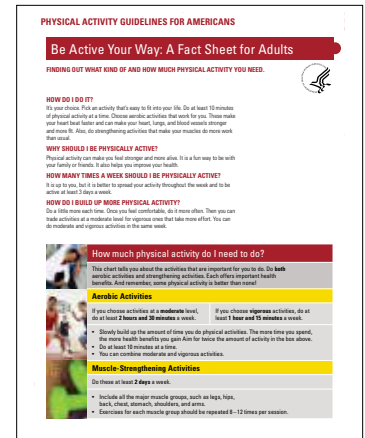 PHYSICAL ACTIVITY GUIDELINES FOR AMERICANS
Be Active Your Way: A Fact Sheet for Adults
FINDING OUT WHAT KIND OF AND HOW MUCH PHYSICAL ACTIVITY YOU NEED.
HOW DO I DO IT?
It's your choice. Pick an activity that's easy to fit into your life. Do at least 10 minutes
of physical activity at a time. Choose aerobic activities that work for you. These make
your heart beat faster and can make your heart, lungs, and blood vessels stronger
and more fit. Also, do strengthening activities that make your muscles do more work
than usual.
WHY SHOULD I BE PHYSICALLY ACTIVE?
Physical activity can make you feel stronger and more alive. It is a fun way to be with
your family or friends. It also helps you improve your health.
HOW MANY TIMES A WEEK SHOULD I BE PHYSICALLY ACTIVE?
It is up to you, but it is better to spread your activity throughout the week and to be
active at least 3 days a week.
HOW DO I BUILD UP MORE PHYSICAL ACTIVITY?
Do a little more each time. Once you feel comfortable, do it more often. Then you can
trade activities at a moderate level for vigorous ones that take more effort. You can
do moderate and vigorous activities in the same week.
How much physical activity do I need to do?
This chart tells you about the activities that are important for you to do. Do both
aerobic activities and strengthening activities. Each offers important health
benefits. And remember, some physical activity is better than none!
Aerobic Activities
If you choose activities at a moderate level,
do at least 2 hours and 30 minutes a week.
If you choose vigorous activities, do at
least 1 hour and 15 minutes a week.
• Slowly build up the amount of time you do physical activities. The more time you spend,
the more health benefits you gain Aim for twice the amount of activity in the box above.
• Do at least 10 minutes at a time.
• You can combine moderate and vigorous activities.
Muscle-Strengthening Activities
Do these at least 2 days a week.
• Include all the major muscle groups, such as legs, hips,
back, chest, stomach, shoulders, and arms.
• Exercises for each muscle group should be repeated 8–12 times per session.